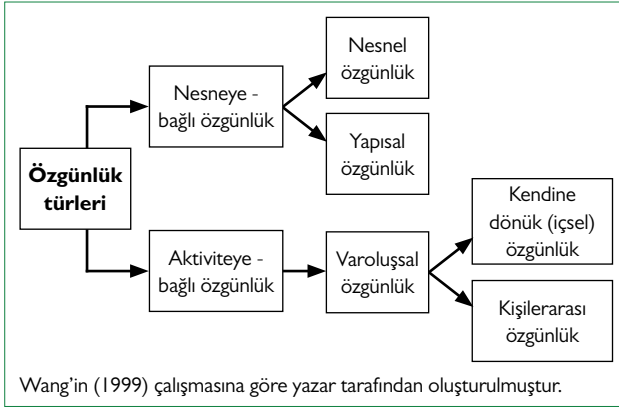 Özgünlük
türleri
Nesneye -
bağlı özgünlük
Nesnel
özgünlük
Yapısal
özgünlük
Aktiviteye -
bağlı özgünlük
Varoluşsal
özgünlük
Kendine
dönük (içsel)
özgünlük
Kişilerarası
özgünlük
Wang’in (1999) çalışmasına göre yazar tarafından oluşturulmuştur.